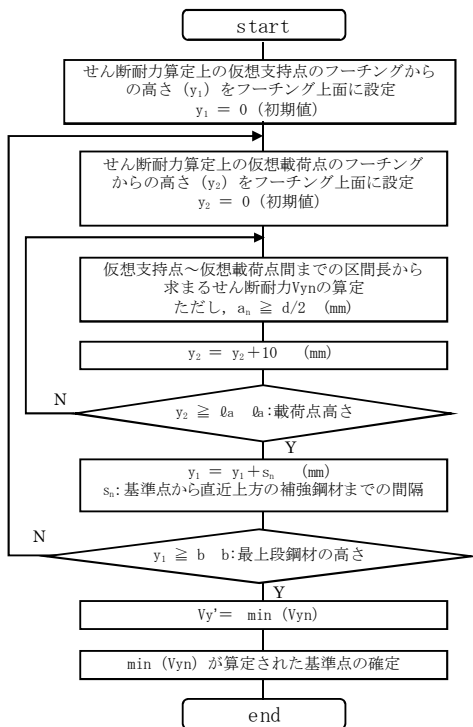 start
せん断耐力算定上の仮想支持点のフーチングから
の高さ（y₁）をフーチング上面に設定
y₁ = 0（初期値）
せん断耐力算定上の仮想載荷点のフーチング
からの高さ（y₂）をフーチング上面に設定
y₂ = 0（初期値）
仮想支持点～仮想載荷点間までの区間長から
求まるせん断耐力Vynの算定
ただし, aₙ ≧ d/2 (mm)
y₂ = y₂＋10 (mm)
N
y₂ ≧ ℓa ℓa：載荷点高さ
Y
y₁ = y₁＋sₙ (mm)
sₙ：基準点から直近上方の補強鋼材までの間隔
N
y₁ ≧ b b：最上段鋼材の高さ
Y
Vy'= min (Vyn)
min (Vyn) が算定された基準点の確定
end